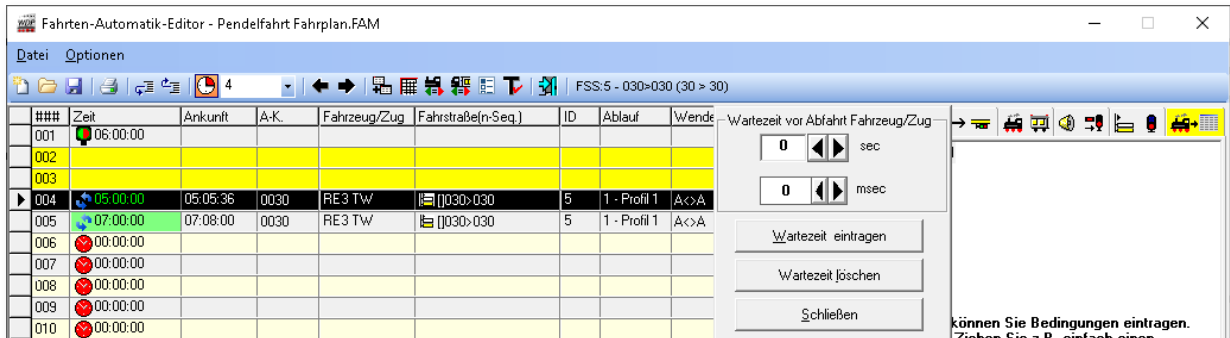 WDP Fahrten-Automatik-Editor - Pendelfahrt Fahrplan.FAM
Datei Optionen
4 FSS:5 - 030>030 (30 > 30)
### Zeit Ankunft A-K. Fahrzeug/Zug Fahrstraße(n-Seq.) ID Ablauf Wende
001 06:00:00
002
003
004 05:00:00 05:05:36 0030 RE3 TW []030>030 5 1 - Profil 1 A<>A
005 07:00:00 07:08:00 0030 RE3 TW []030>030 5 1 - Profil 1 A<>A
006 00:00:00
007 00:00:00
008 00:00:00
009 00:00:00
010 00:00:00
Wartezeit vor Abfahrt Fahrzeug/Zug
0 sec
0 msec
Wartezeit eintragen
Wartezeit löschen
Schließen
können Sie Bedingungen eintragen.
Ziehen Sie z.B. einfach einen